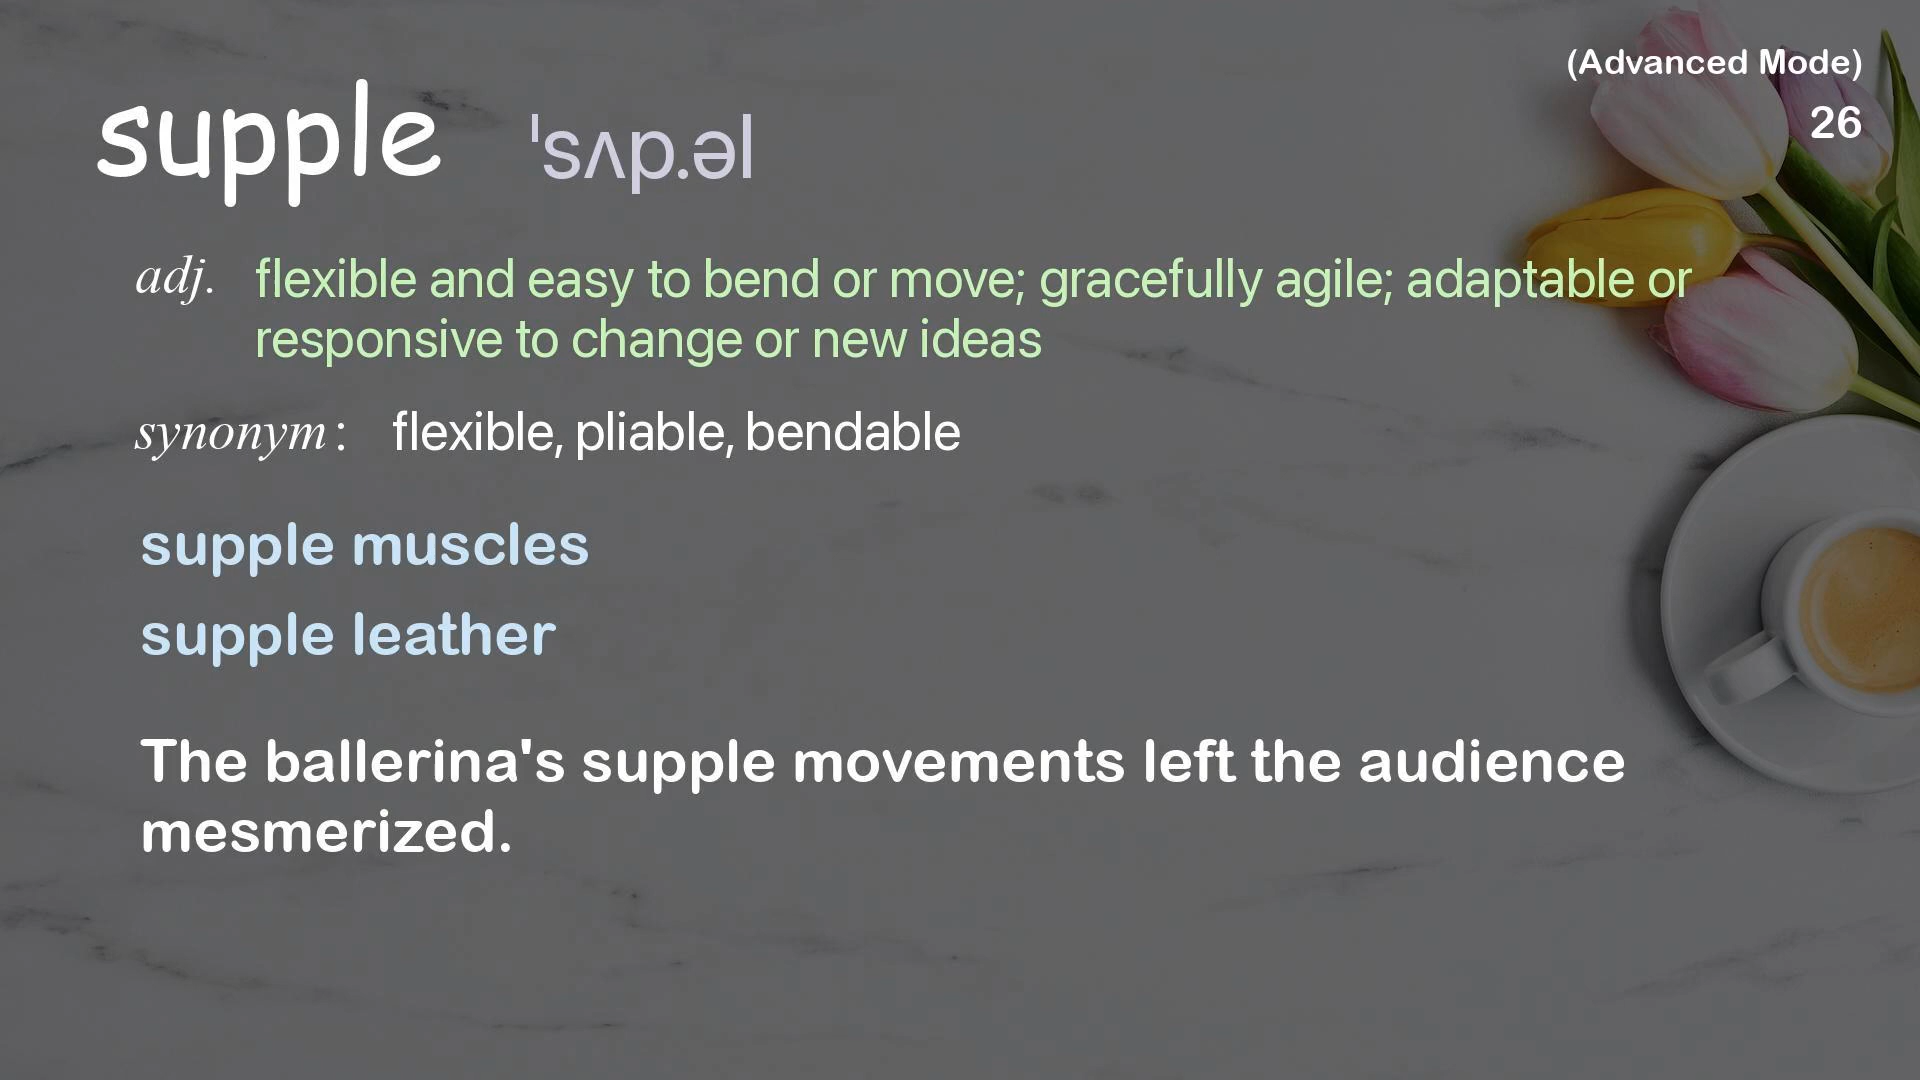 (Advanced Mode)
26
supple ˈsʌp.əl
adj. flexible and easy to bend or move; gracefully agile; adaptable or
responsive to change or new ideas
synonym: flexible, pliable, bendable
supple muscles
supple leather
The ballerina's supple movements left the audience
mesmerized.